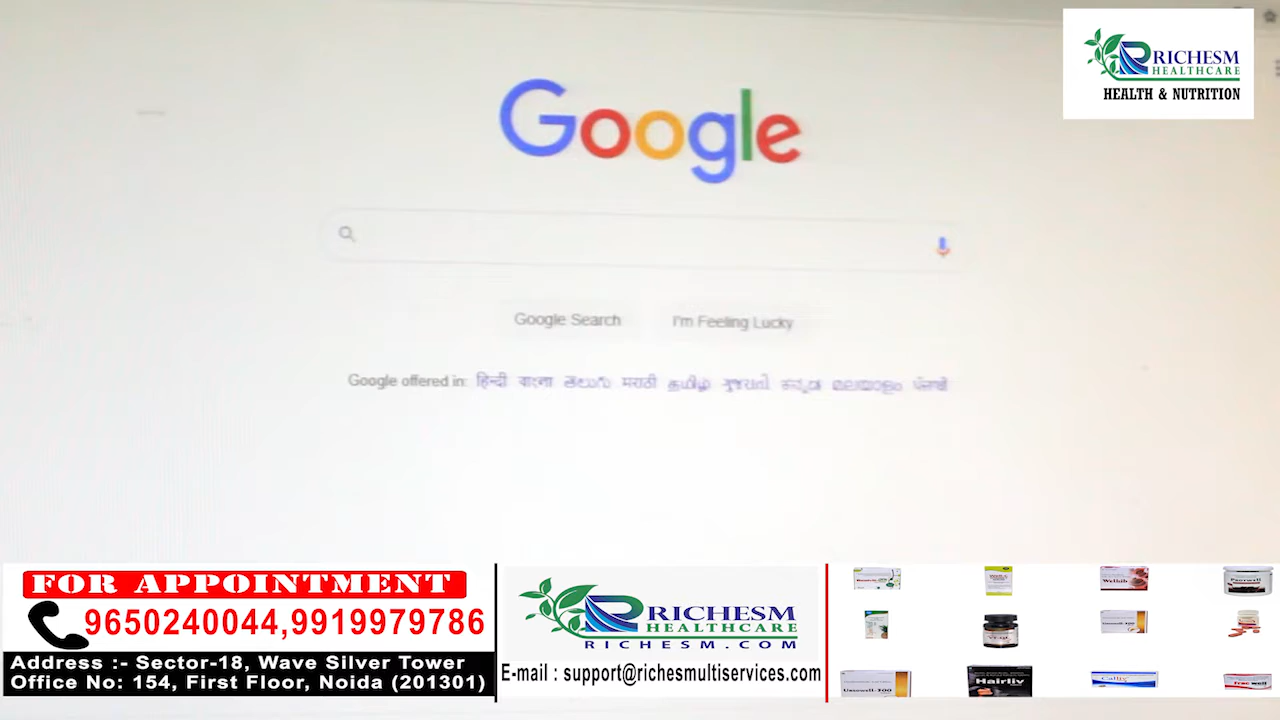 RICHESM
HEALTHCARE
HEALTH & NUTRITION
Google
Google Search
I'm Feeling Lucky
Google offered in: हिन्दी বাংলা తెలుగు मराठी தமிழ் ગુજરાતી ಕನ್ನಡ മലയാളം ਪੰਜਾਬੀ
FOR APPOINTMENT
9650240044,9919979786
Address :- Sector-18, Wave Silver Tower
Office No: 154, First Floor, Noida (201301)
RICHESM
HEALTHCARE
RICHESM.COM
E-mail : support@richesmultiservices.com
Hairliv